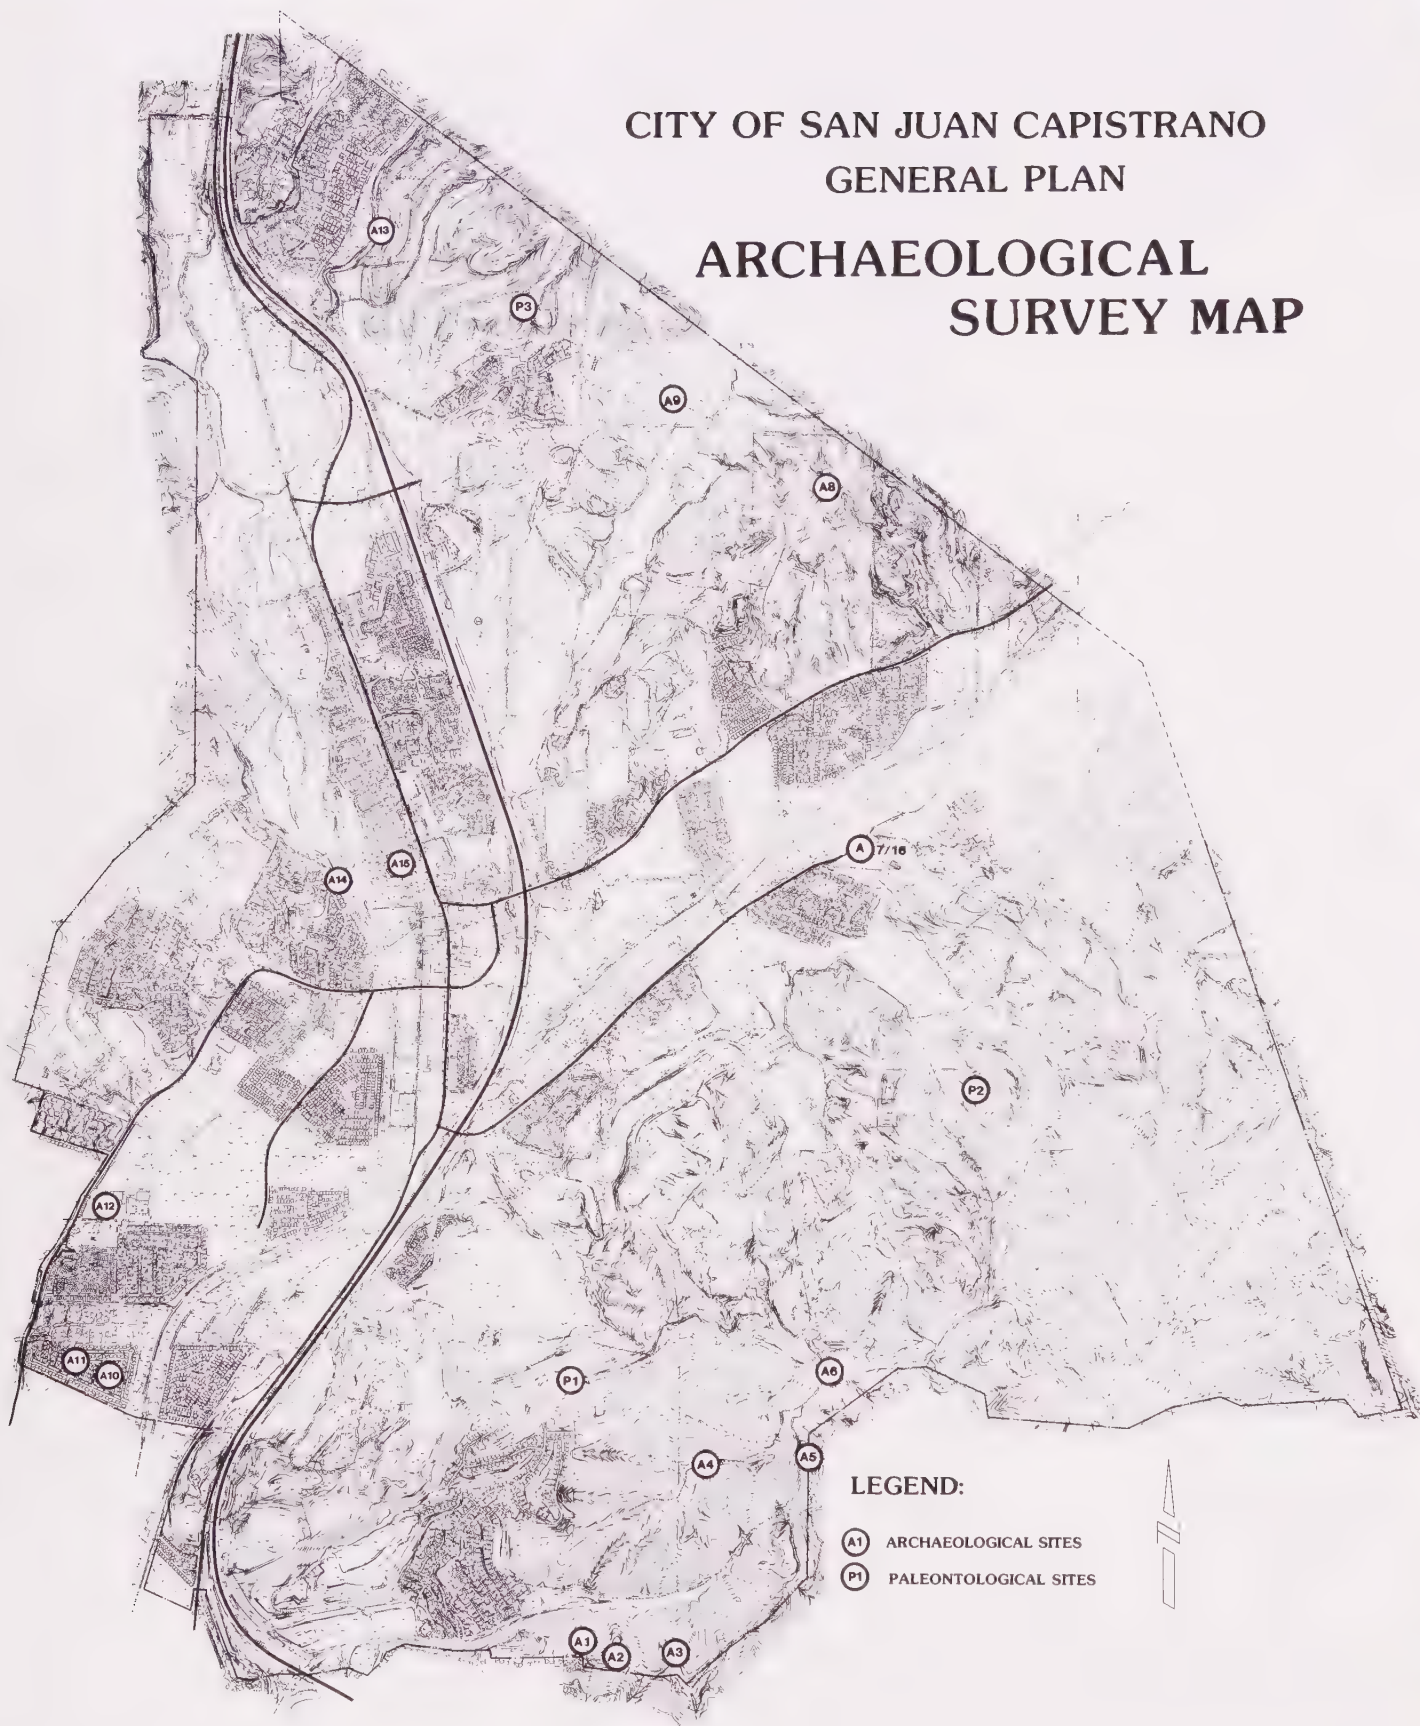 CITY OF SAN JUAN CAPISTRANO
GENERAL PLAN
ARCHAEOLOGICAL
SURVEY MAP
A13
P3
A9
A8
A 7/16
A15
A14
P2
A12
A11
A10
P1
A6
A4
A5
LEGEND:
A1 ARCHAEOLOGICAL SITES
P1 PALEONTOLOGICAL SITES
N
A1
A2
A3